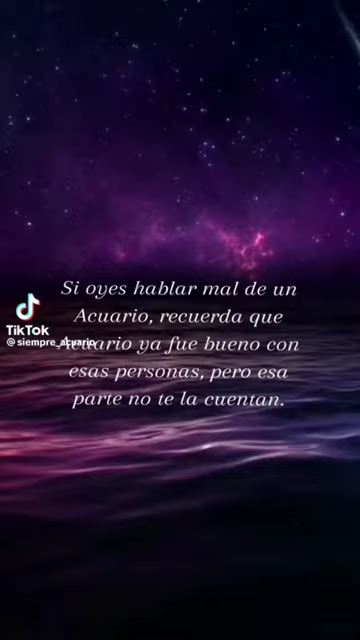 Si oyes hablar mal de un
Acuario, recuerda que
Acuario ya fue bueno con
esas personas, pero esa
parte no te la cuentan.
TikTok
@siempre_acuario